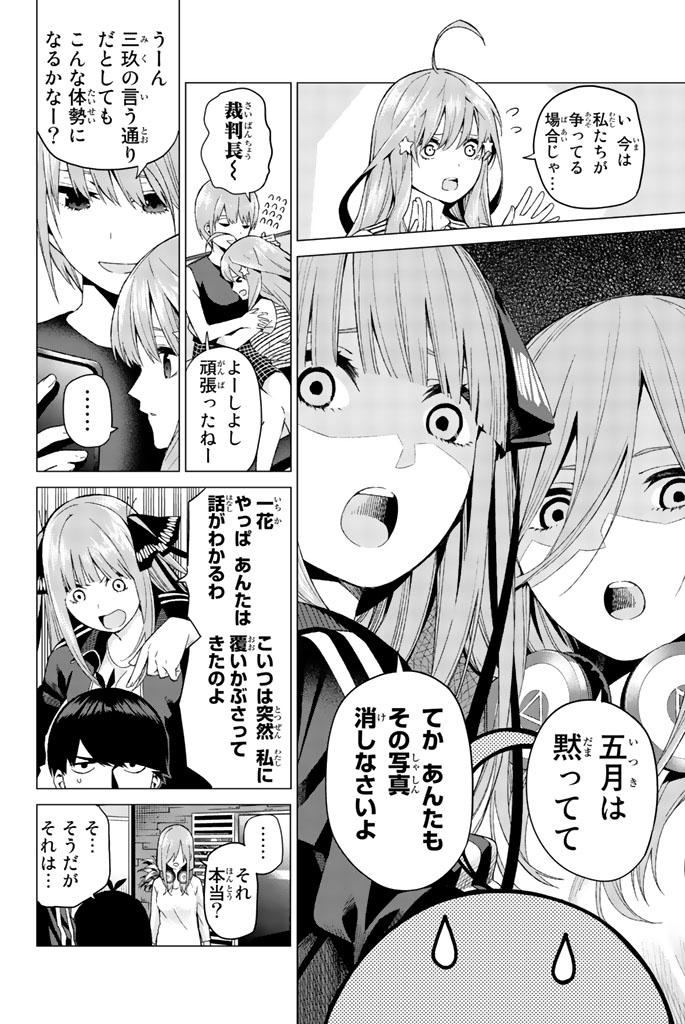 い 今は
私たちが
争ってる
場合じゃ…
五月は
黙ってて
てか あんたも
その写真
消しなさいよ
裁判長〜
よーしよし
頑張ったねー
うーん
三玖の言う通り
だとしても
こんな体勢に
なるかなー？
……
一花
やっぱ あんたは
話がわかるわ
こいつは突然 私に
覆いかぶさって
きたのよ
……
それ
本当？
そ…
そうだが
それは…